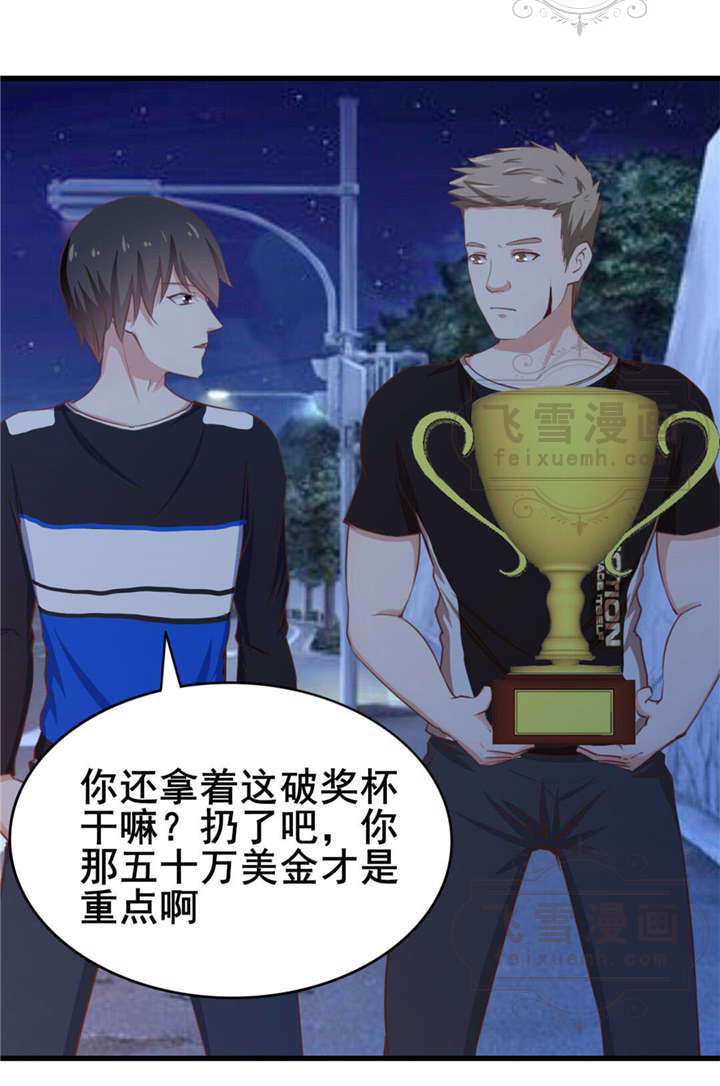 飞雪漫画
feixuemh.com
NOTION
你还拿着这破奖杯
干嘛？扔了吧，你
那五十万美金才是
重点啊
飞雪漫画
feixuemh.com